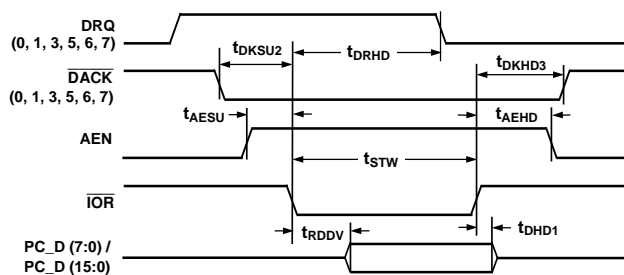 DRQ
(0, 1, 3, 5, 6, 7)
tDKSU2
tDRHD
tDKHD3
DACK
(0, 1, 3, 5, 6, 7)
tAESU
tAEHD
AEN
tSTW
IOR
tRDDV
tDHD1
PC_D (7:0) /
PC_D (15:0)